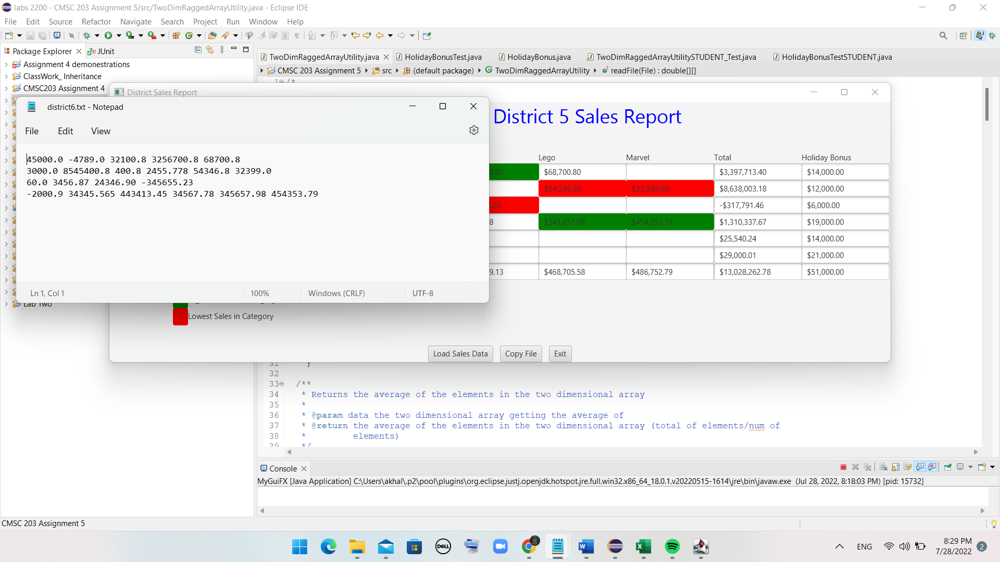 labs 2200 - CMSC 203 Assignment 5/src/TwoDimRaggedArrayUtility.java - Eclipse IDE
File Edit Source Refactor Navigate Search Project Run Window Help
Package Explorer JUnit
TwoDimRaggedArrayUtility.java HolidayBonusTest.java HolidayBonus.java TwoDimRaggedArrayUtilitySTUDENT_Test.java HolidayBonusTestSTUDENT.java
Assignment 4 demonestrations
CMSC 203 Assignment 5 src (default package) TwoDimRaggedArrayUtility readFile(File) : double[][]
ClassWork_ Inheritance
CMSC203 Assignment 4
District Sales Report
district6.txt - Notepad
File Edit View
45000.0 -4789.0 32100.8 3256700.8 68700.8
3000.0 8545400.8 400.8 2455.778 54346.8 32399.0
60.0 3456.87 24346.90 -345655.23
-2000.9 34345.565 443413.45 34567.78 345657.98 454353.79
Ln 1, Col 1 100% Windows (CRLF) UTF-8
District 5 Sales Report
Lego Marvel Total Holiday Bonus
0.80 $68,700.80 $3,397,713.40 $14,000.00
$54,346.80 $32,399.00 $8,638,003.18 $12,000.00
.23 -$317,791.46 $6,000.00
8 $345,657.98 $454,353.79 $1,310,337.67 $19,000.00
$25,540.24 $14,000.00
$29,000.01 $21,000.00
9.13 $468,705.58 $486,752.79 $13,028,262.78 $51,000.00
Lab Two
Lowest Sales in Category
Load Sales Data Copy File Exit
31 }
32
33 /**
34 * Returns the average of the elements in the two dimensional array
35 *
36 * @param data the two dimensional array getting the average of
37 * @return the average of the elements in the two dimensional array (total of elements/num of
38 * elements)
39 */
Console
MyGuiFX [Java Application] C:\Users\akhal\.p2\pool\plugins\org.eclipse.justj.openjdk.hotspot.jre.full.win32.x86_64_18.0.1.v20220515-1614\jre\bin\javaw.exe (Jul 28, 2022, 8:18:03 PM) [pid: 15732]
CMSC 203 Assignment 5
DELL
ENG
8:29 PM
7/28/2022
2